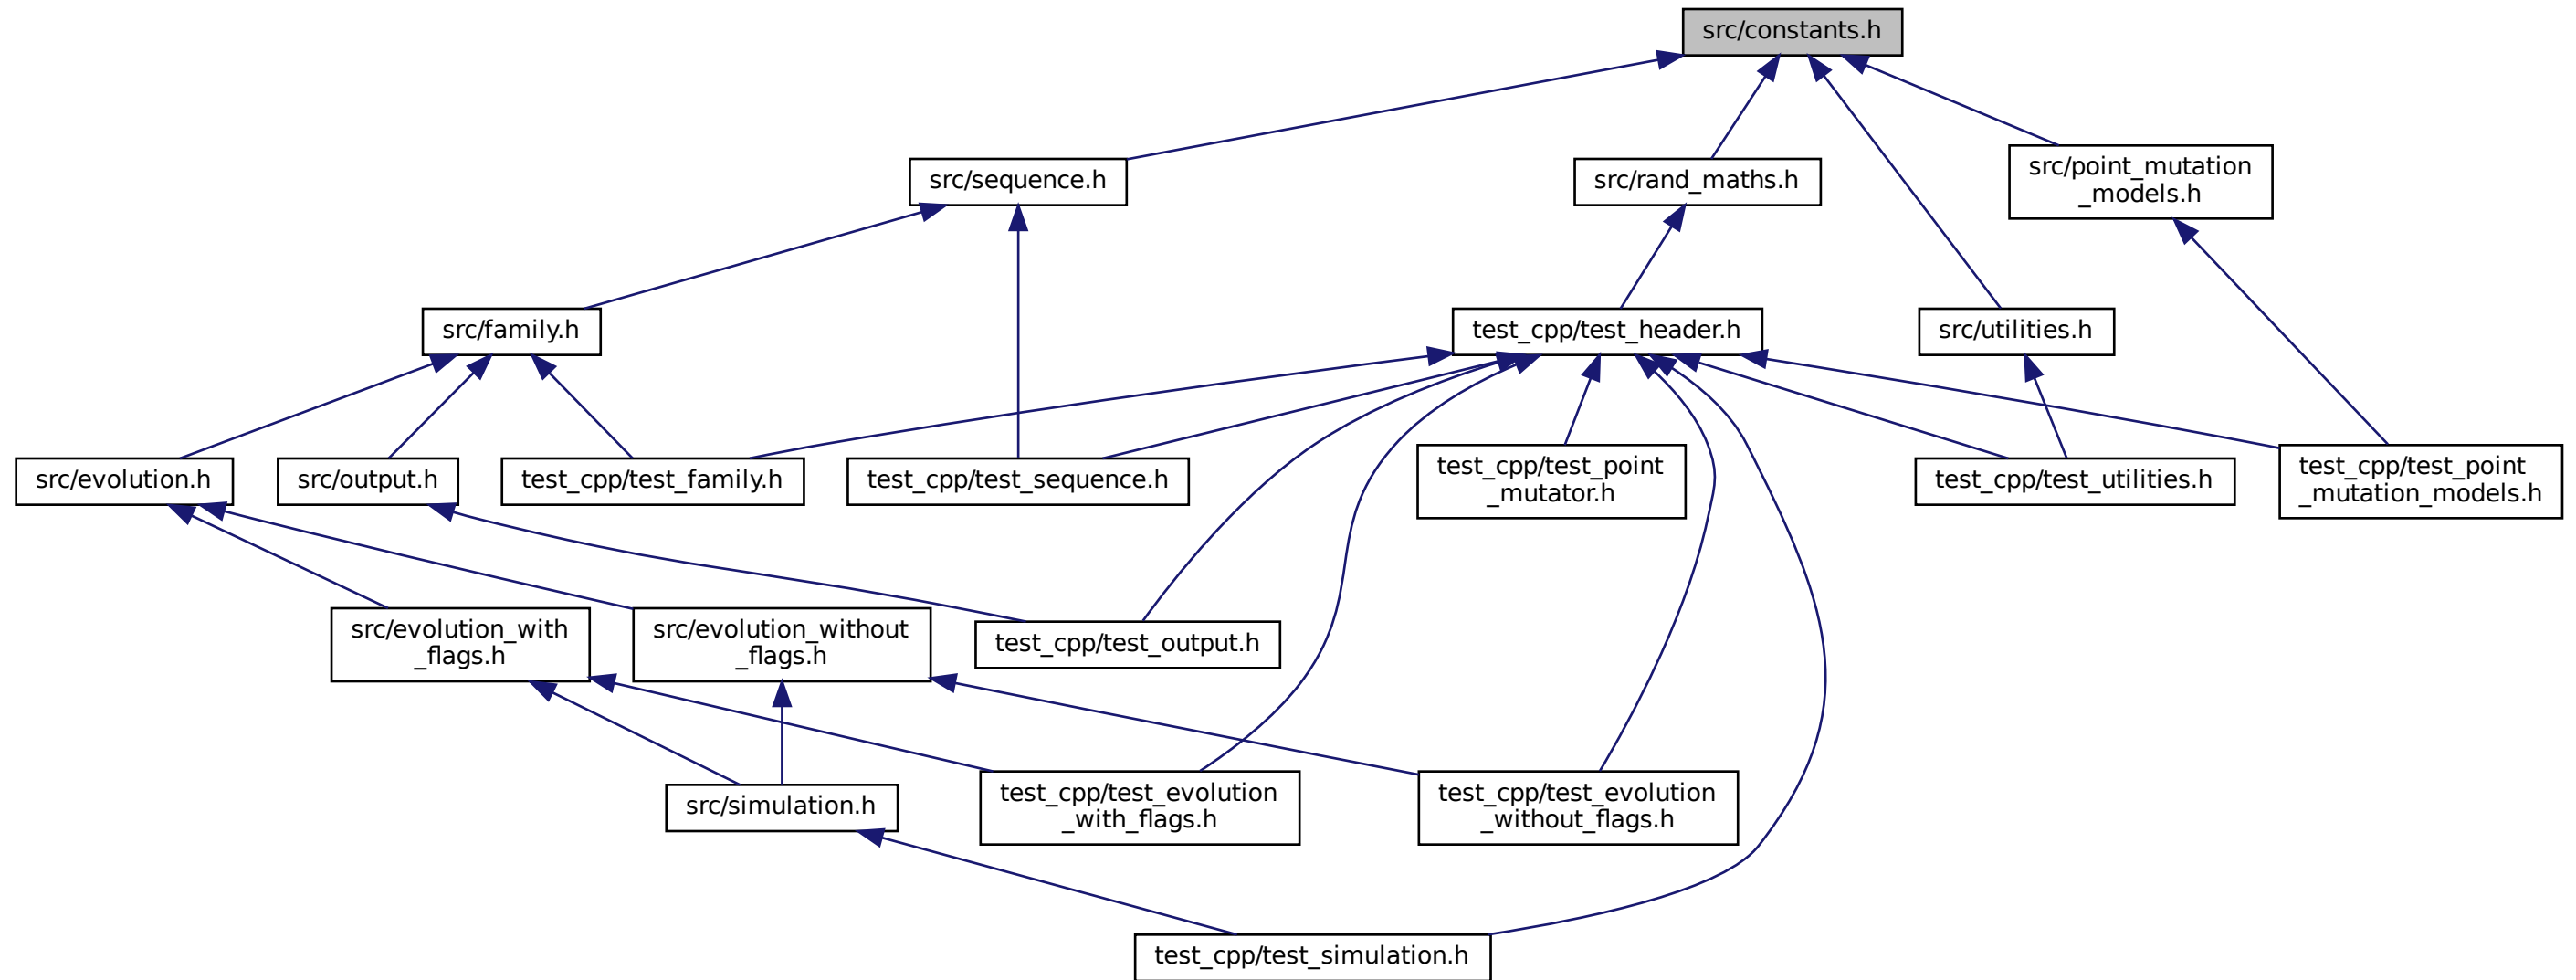 src/constants.h
src/sequence.h
src/rand_maths.h
src/point_mutation
_models.h
src/family.h
test_cpp/test_header.h
src/utilities.h
src/evolution.h
src/output.h
test_cpp/test_family.h
test_cpp/test_sequence.h
test_cpp/test_point
_mutator.h
test_cpp/test_utilities.h
test_cpp/test_point
_mutation_models.h
src/evolution_with
_flags.h
src/evolution_without
_flags.h
test_cpp/test_output.h
src/simulation.h
test_cpp/test_evolution
_with_flags.h
test_cpp/test_evolution
_without_flags.h
test_cpp/test_simulation.h